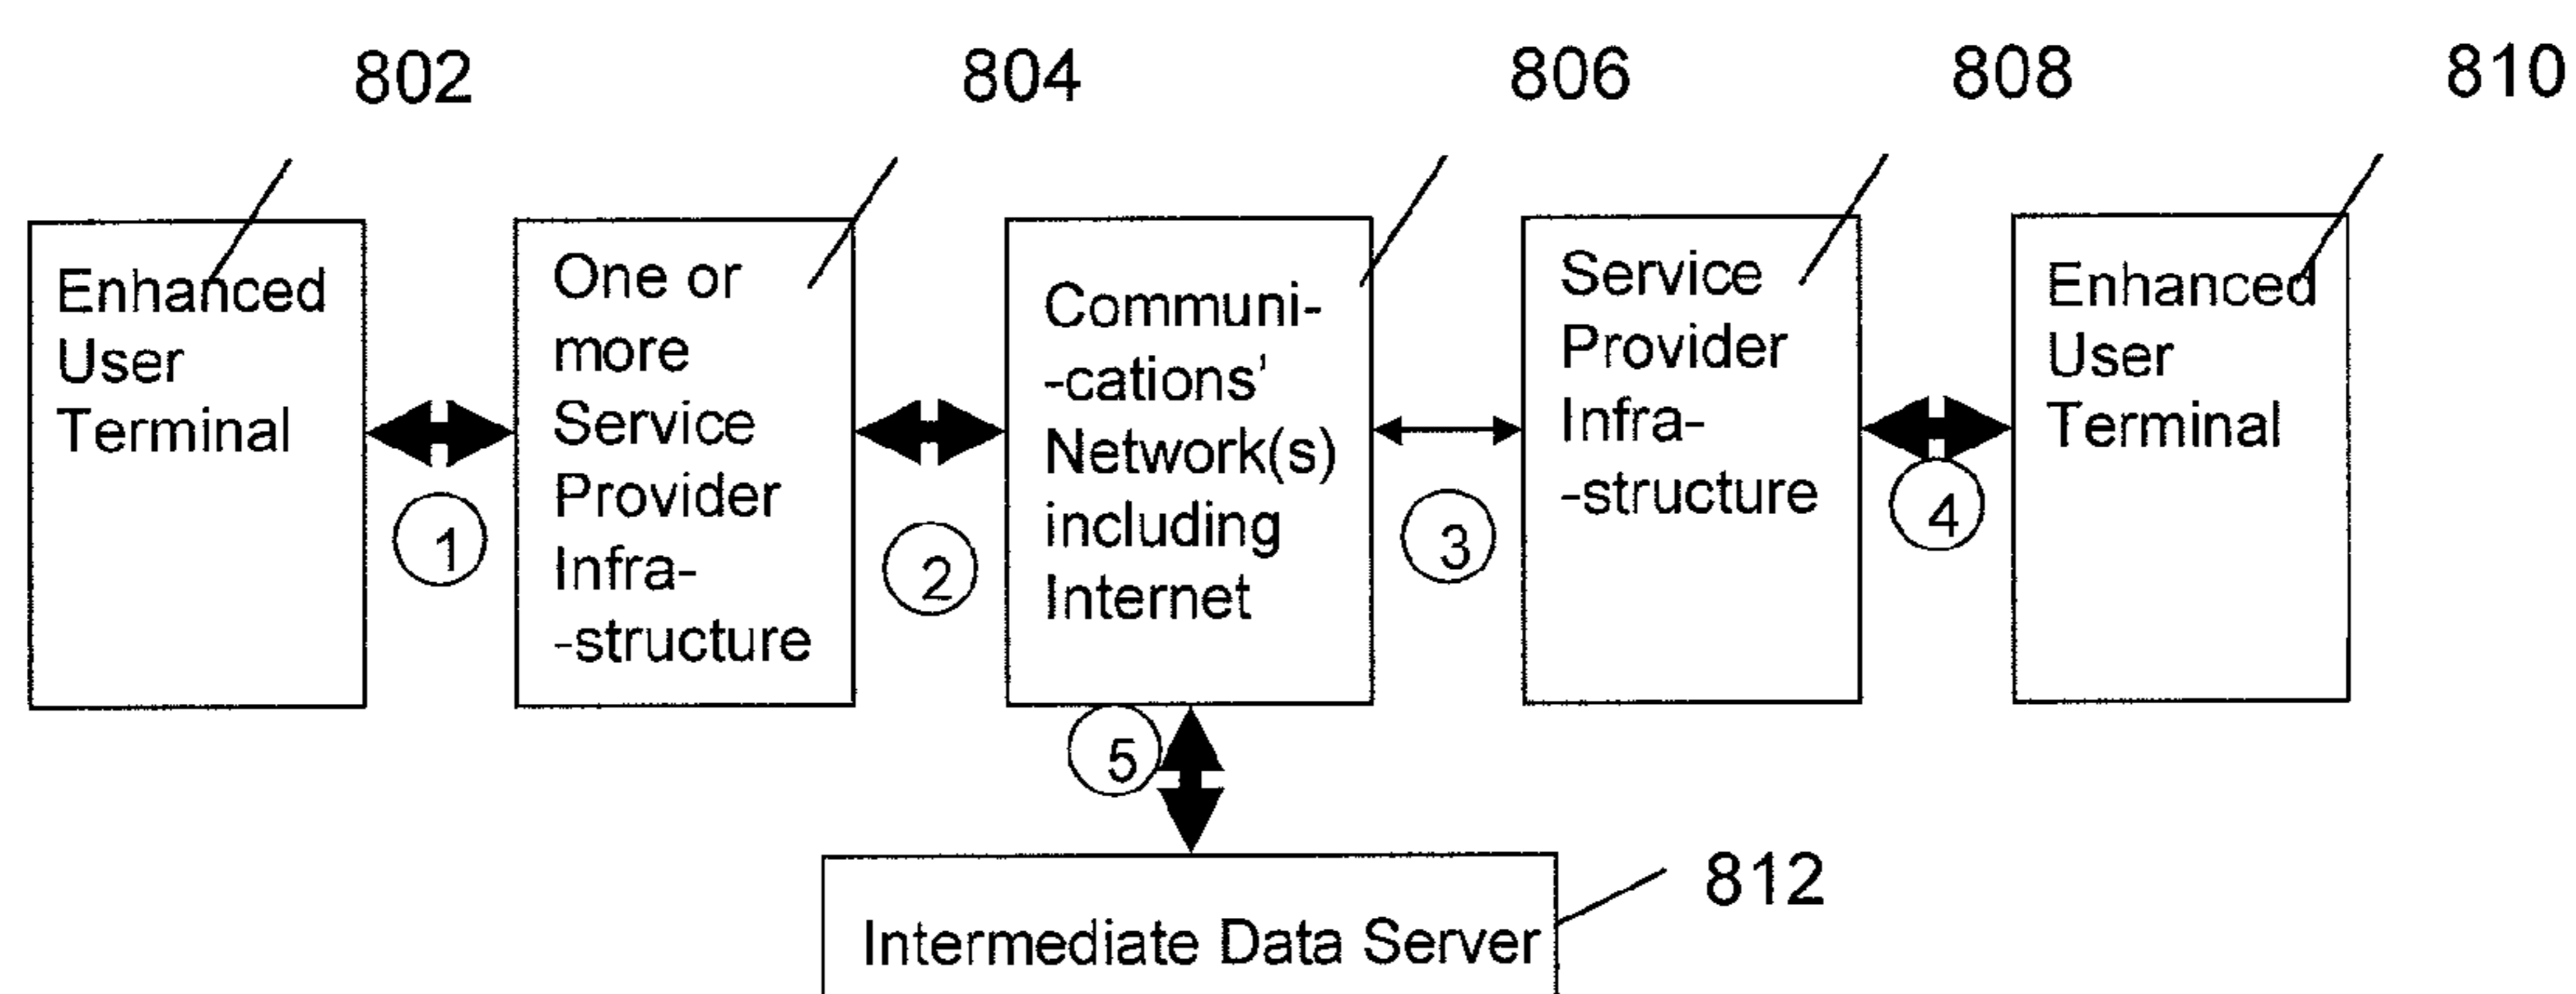 802
804
806
808
810
Enhanced
User
Terminal
One or
more
Service
Provider
Infra-
-structure
Communi-
-cations'
Network(s)
including
Internet
Service
Provider
Infra-
-structure
Enhanced
User
Terminal
1
2
3
4
5
812
Intermediate Data Server